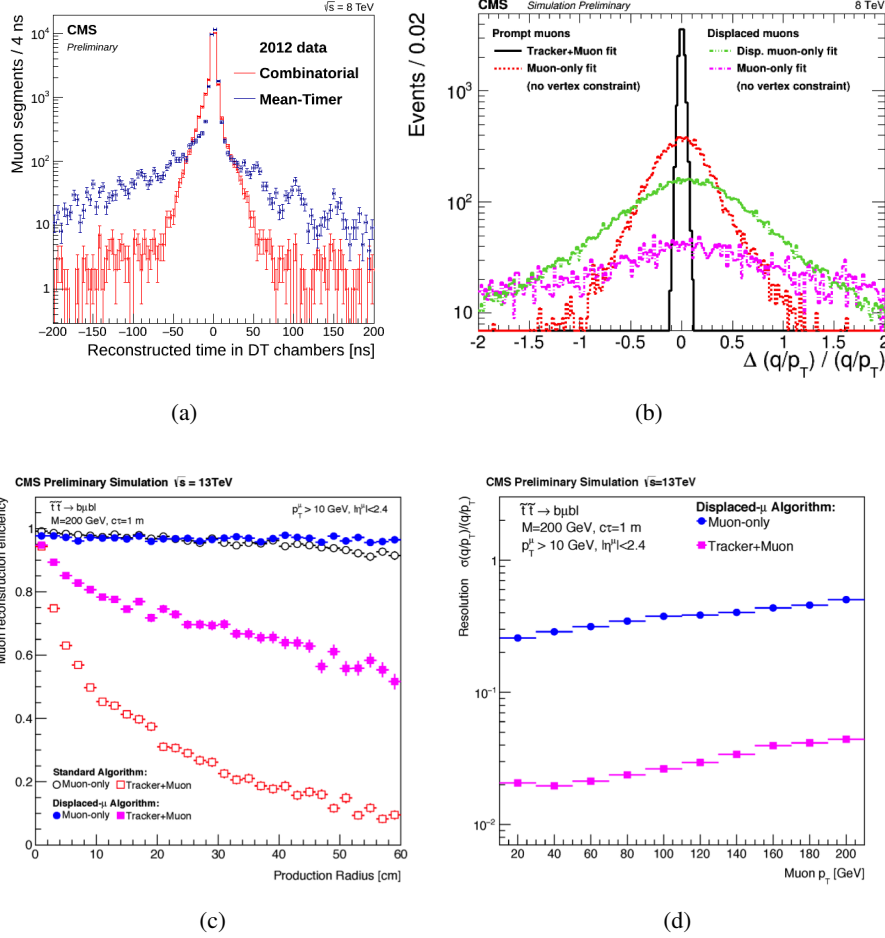 √s = 8 TeV
CMS
Preliminary
2012 data
Combinatorial
Mean-Timer
Muon segments / 4 ns
10⁴
10³
10²
10
1
−200 −150 −100 −50 0 50 100 150 200
Reconstructed time in DT chambers [ns]
(a)
CMS Simulation Preliminary 8 TeV
Prompt muons
Tracker+Muon fit
Muon-only fit
(no vertex constraint)
Displaced muons
Disp. muon-only fit
Muon-only fit
(no vertex constraint)
Events / 0.02
10³
10²
10
-2 -1.5 -1 -0.5 0 0.5 1 1.5 2
Δ (q/p_T) / (q/p_T)
(b)
CMS Preliminary Simulation √s = 13TeV
t̃ t̃ → bμbl
M=200 GeV, cτ=1 m
p_T^μ > 10 GeV, |η^μ|<2.4
Muon reconstruction efficiency
1
0.8
0.6
0.4
0.2
0
Standard Algorithm:
Muon-only Tracker+Muon
Displaced-μ Algorithm:
Muon-only Tracker+Muon
0 10 20 30 40 50 60
Production Radius [cm]
(c)
CMS Preliminary Simulation √s=13TeV
t̃ t̃ → bμbl
M=200 GeV, cτ=1 m
p_T^μ > 10 GeV, |η^μ|<2.4
Displaced-μ Algorithm:
Muon-only
Tracker+Muon
Resolution σ(q/p_T)/(q/p_T)
1
10⁻¹
10⁻²
20 40 60 80 100 120 140 160 180 200
Muon p_T [GeV]
(d)